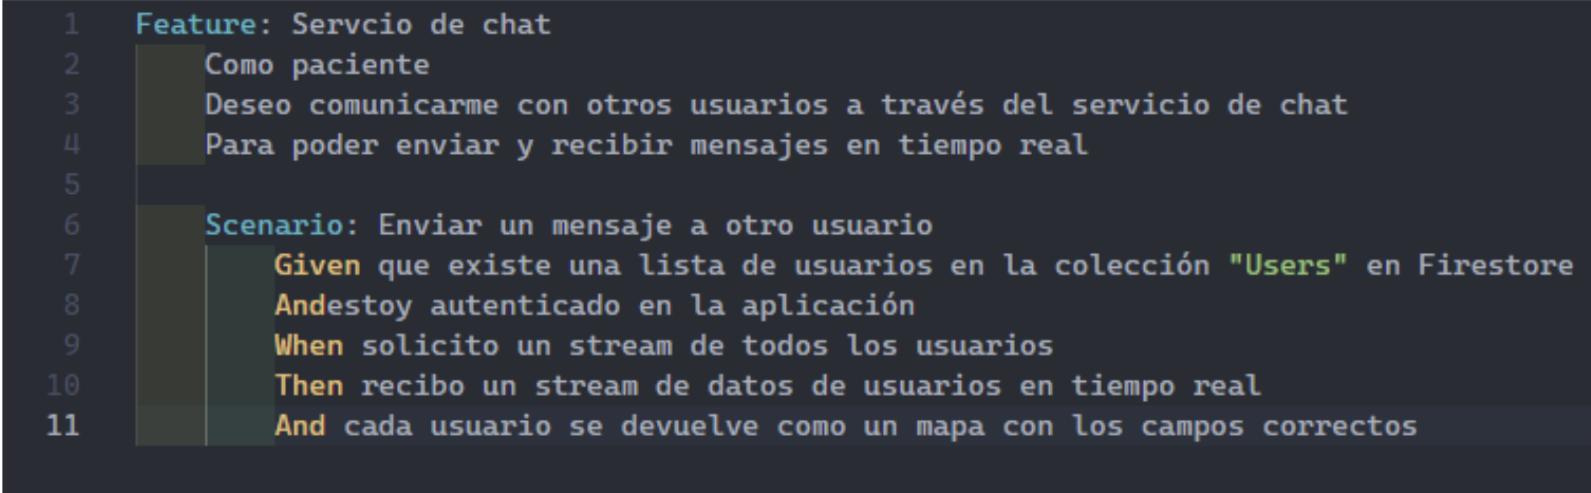 1 Feature: Servcio de chat
2 Como paciente
3 Deseo comunicarme con otros usuarios a través del servicio de chat
4 Para poder enviar y recibir mensajes en tiempo real
5
6 Scenario: Enviar un mensaje a otro usuario
7 Given que existe una lista de usuarios en la colección "Users" en Firestore
8 Andestoy autenticado en la aplicación
9 When solicito un stream de todos los usuarios
10 Then recibo un stream de datos de usuarios en tiempo real
11 And cada usuario se devuelve como un mapa con los campos correctos